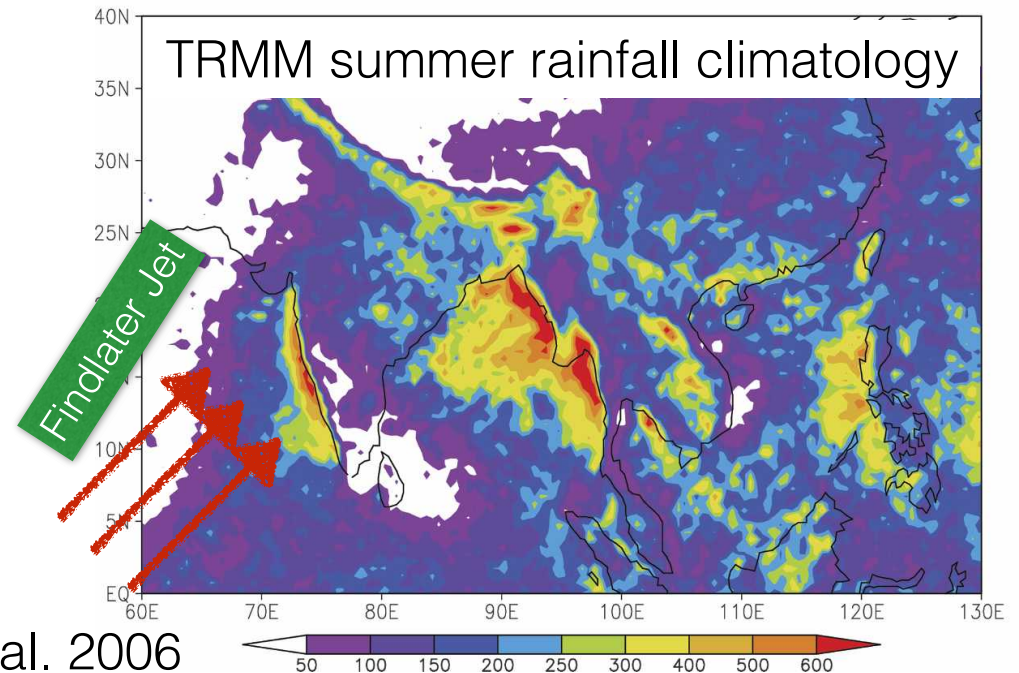 TRMM summer rainfall climatology
40N
35N
30N
25N
Findlater Jet
10N
EQ
60E 70E 80E 90E 100E 110E 120E 130E
al. 2006
50 100 150 200 250 300 400 500 600